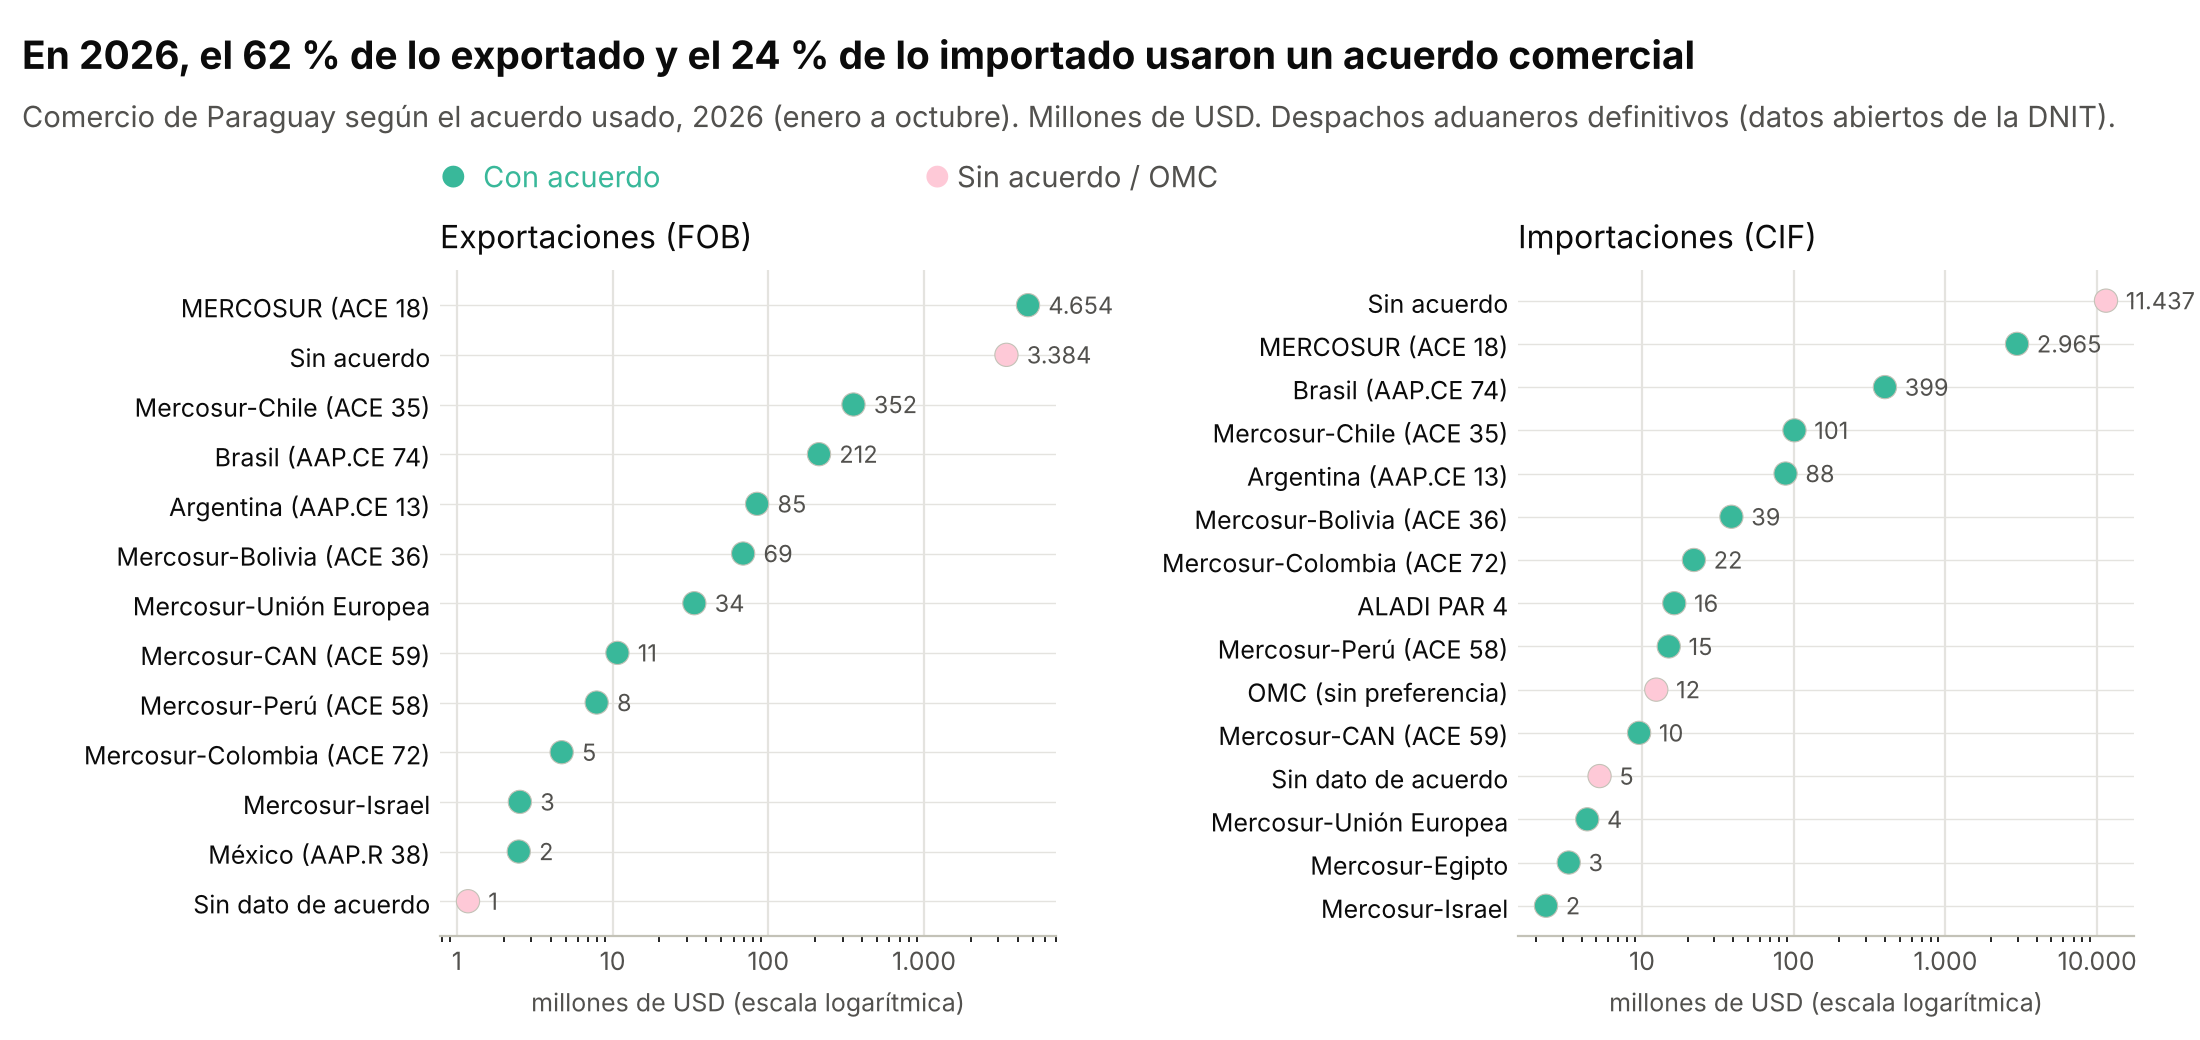 En 2026, el 62 % de lo exportado y el 24 % de lo importado usaron un acuerdo comercial
Comercio de Paraguay según el acuerdo usado, 2026 (enero a octubre). Millones de USD. Despachos aduaneros definitivos (datos abiertos de la DNIT).
Con acuerdo
Sin acuerdo / OMC
Exportaciones (FOB)
MERCOSUR (ACE 18) 4.654
Sin acuerdo 3.384
Mercosur-Chile (ACE 35) 352
Brasil (AAP.CE 74) 212
Argentina (AAP.CE 13) 85
Mercosur-Bolivia (ACE 36) 69
Mercosur-Unión Europea 34
Mercosur-CAN (ACE 59) 11
Mercosur-Perú (ACE 58) 8
Mercosur-Colombia (ACE 72) 5
Mercosur-Israel 3
México (AAP.R 38) 2
Sin dato de acuerdo 1
1 10 100 1.000
millones de USD (escala logarítmica)
Importaciones (CIF)
Sin acuerdo 11.437
MERCOSUR (ACE 18) 2.965
Brasil (AAP.CE 74) 399
Mercosur-Chile (ACE 35) 101
Argentina (AAP.CE 13) 88
Mercosur-Bolivia (ACE 36) 39
Mercosur-Colombia (ACE 72) 22
ALADI PAR 4 16
Mercosur-Perú (ACE 58) 15
OMC (sin preferencia) 12
Mercosur-CAN (ACE 59) 10
Sin dato de acuerdo 5
Mercosur-Unión Europea 4
Mercosur-Egipto 3
Mercosur-Israel 2
10 100 1.000 10.000
millones de USD (escala logarítmica)